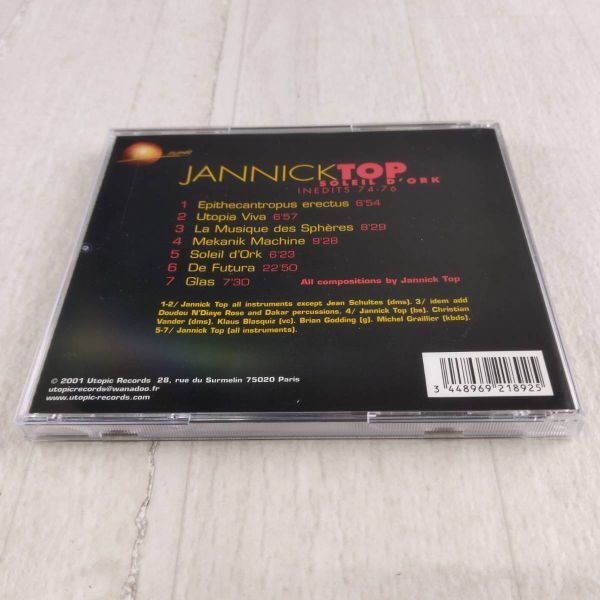 JANNICK TOP
SOLEIL D'ORK
INEDITS 74-76
1 Epithecantropus erectus 6'54
2 Utopia Viva 6'57
3 La Musique des Sphères 8'29
4 Mekanik Machine 9'28
5 Soleil d'Ork 6'23
6 De Futura 22'50
7 Glas 7'30 All compositions by Jannick Top
1-2/ Jannick Top all instruments except Jean Schultes (dms). 3/ idem add
Doudou N'Diaye Rose and Dakar percussions. 4/ Jannick Top (bs). Christian
Vander (dms). Klaus Blasquiz (vc). Brian Godding (g). Michel Graillier (kbds).
5-7/ Jannick Top (all instruments).
© 2001 Utopic Records 28, rue du Surmelin 75020 Paris
utopicrecords@wanadoo.fr
www.utopic-records.com
3 448969 218925